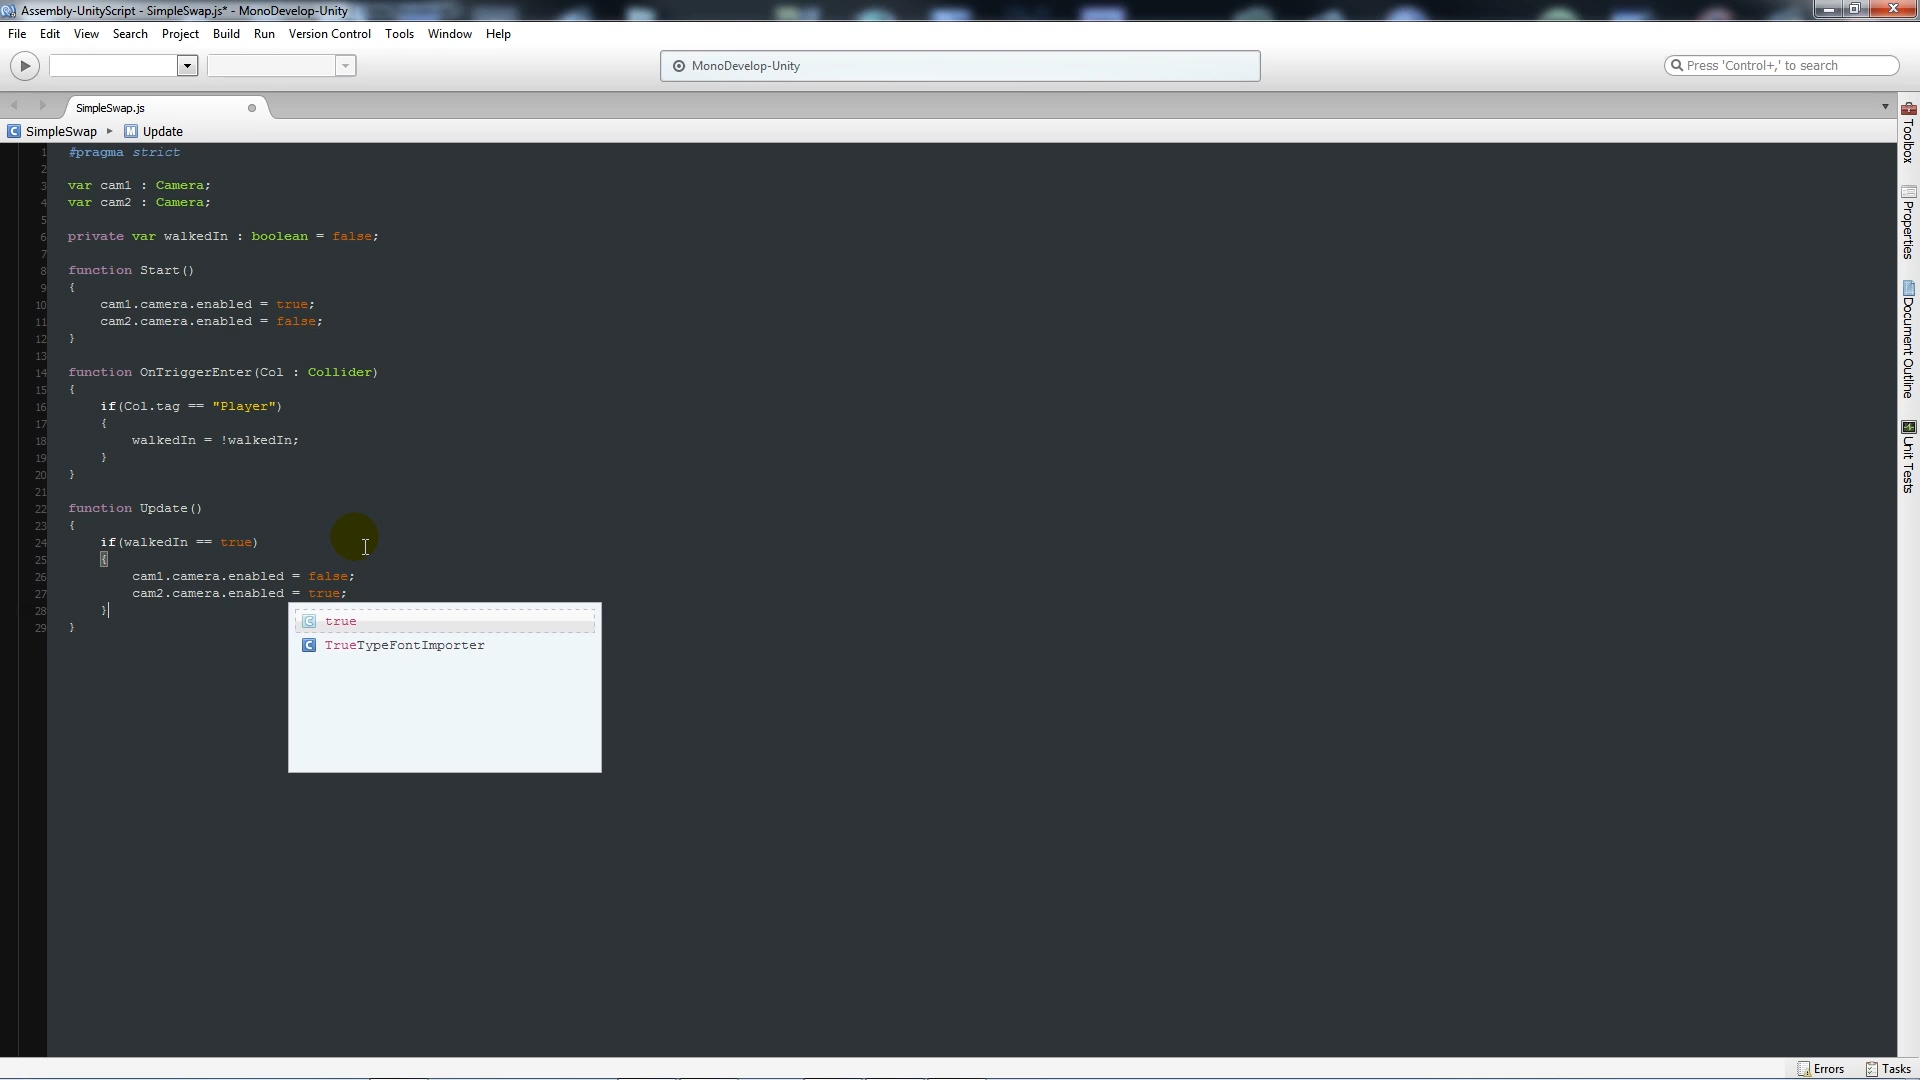 Assembly-UnityScript - SimpleSwap.js* - MonoDevelop-Unity
File Edit View Search Project Build Run Version Control Tools Window Help
MonoDevelop-Unity
Press 'Control+,' to search
SimpleSwap.js
SimpleSwap Update
1 #pragma strict
2
3 var cam1 : Camera;
4 var cam2 : Camera;
5
6 private var walkedIn : boolean = false;
7
8 function Start()
9 {
10 cam1.camera.enabled = true;
11 cam2.camera.enabled = false;
12 }
13
14 function OnTriggerEnter(Col : Collider)
15 {
16 if(Col.tag == "Player")
17 {
18 walkedIn = !walkedIn;
19 }
20 }
21
22 function Update()
23 {
24 if(walkedIn == true)
25 {
26 cam1.camera.enabled = false;
27 cam2.camera.enabled = true;
28 }
29 }
true
TrueTypeFontImporter
Toolbox
Properties
Document Outline
Unit Tests
Errors Tasks